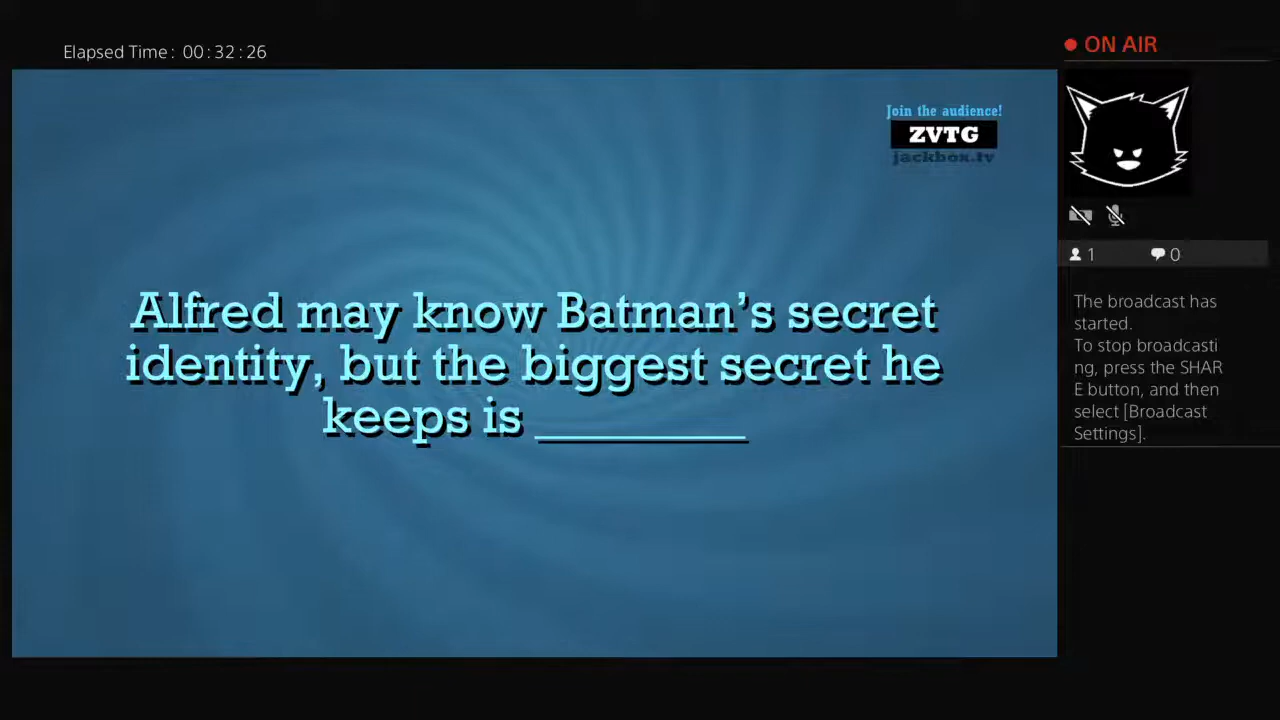 Elapsed Time: 00:32:26
ON AIR
Join the audience!
ZVTG
jackbox.tv
Alfred may know Batman's secret
identity, but the biggest secret he
keeps is ________
1 0
The broadcast has
started.
To stop broadcasti
ng, press the SHAR
E button, and then
select [Broadcast
Settings].